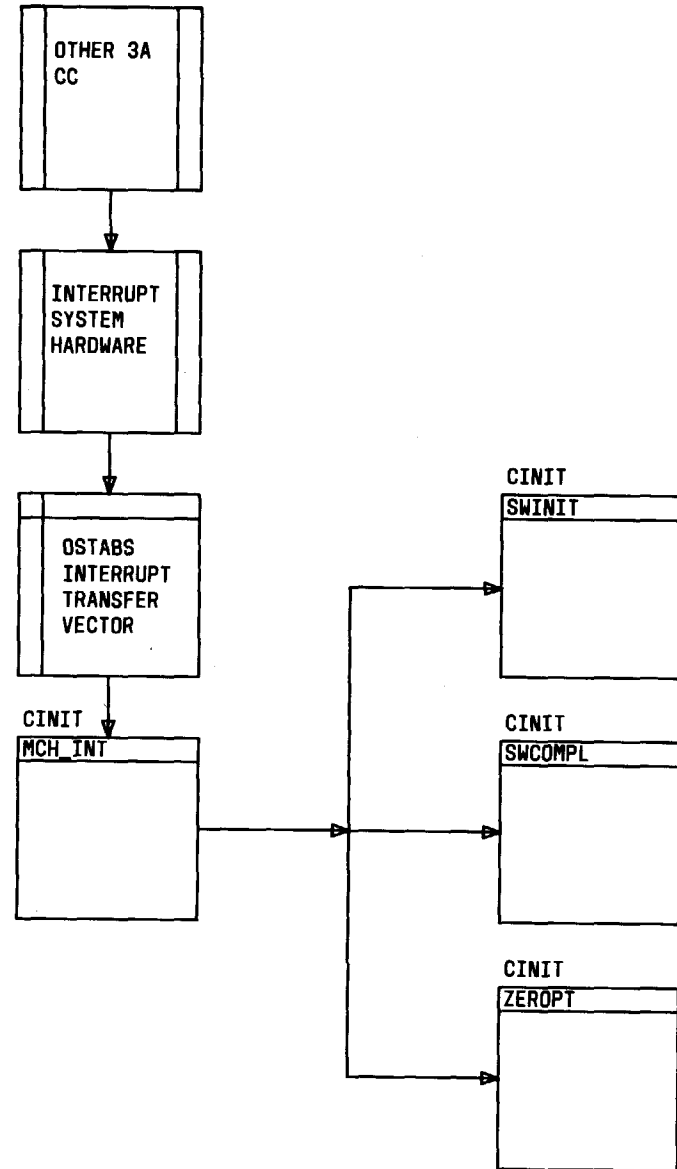 OTHER 3A
CC
INTERRUPT
SYSTEM
HARDWARE
OSTABS
INTERRUPT
TRANSFER
VECTOR
CINIT
MCH_INT
CINIT
SWINIT
CINIT
SWCOMPL
CINIT
ZEROPT